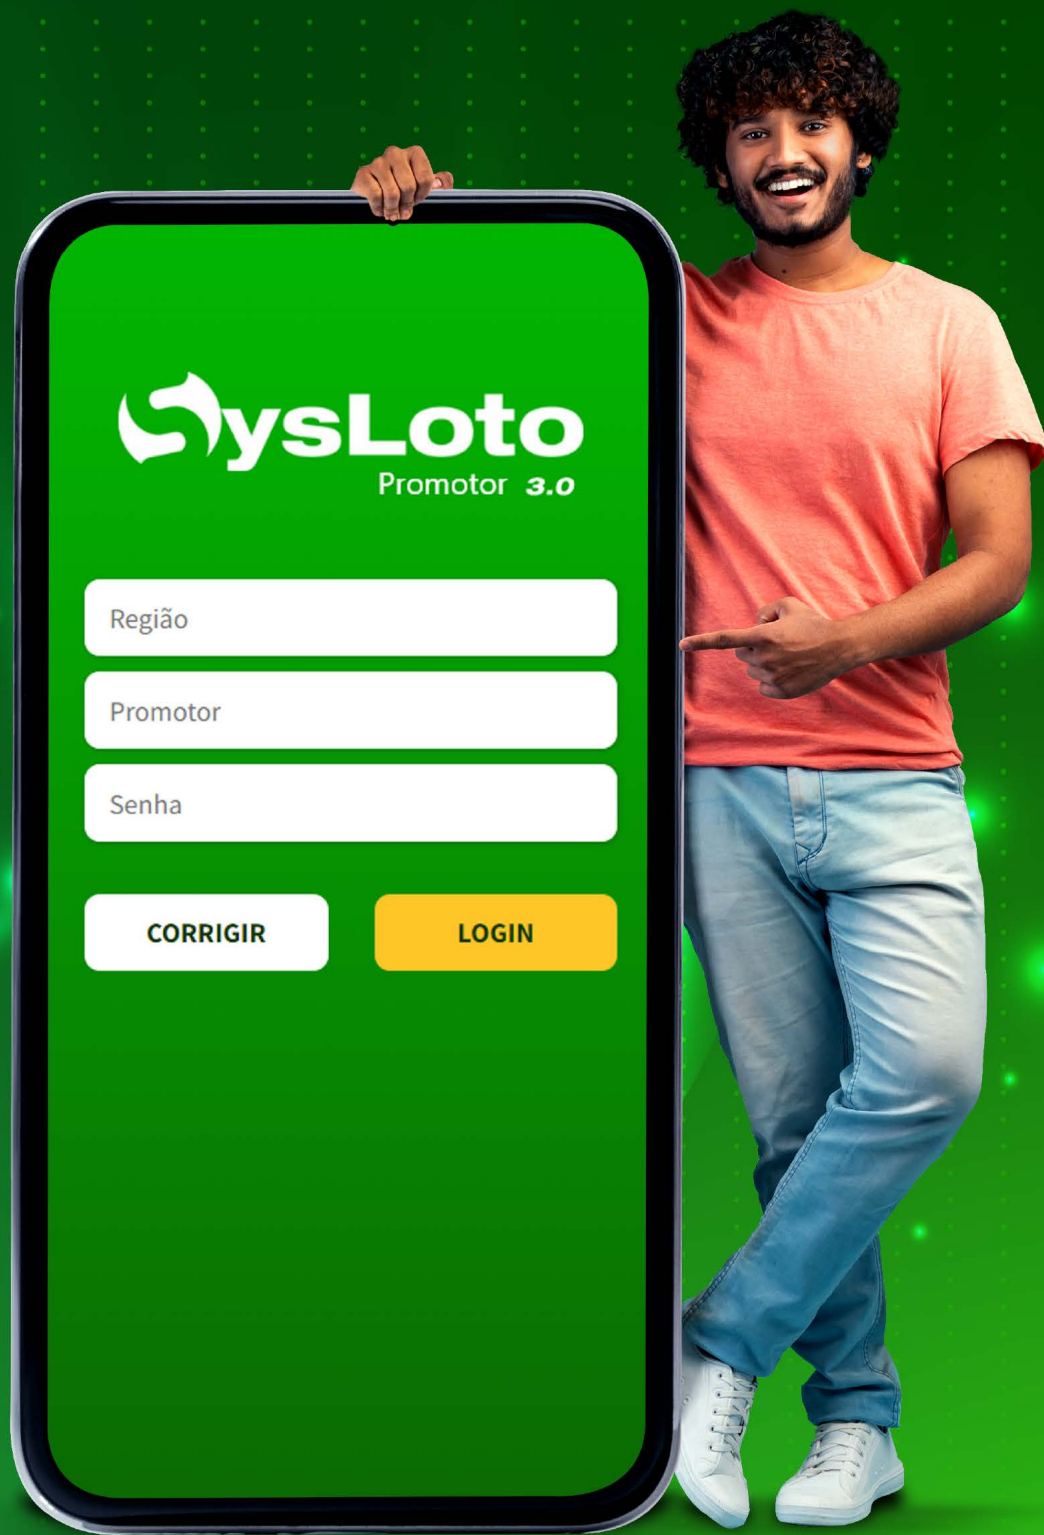 SysLoto
Promotor 3.0
Região
Promotor
Senha
CORRIGIR LOGIN